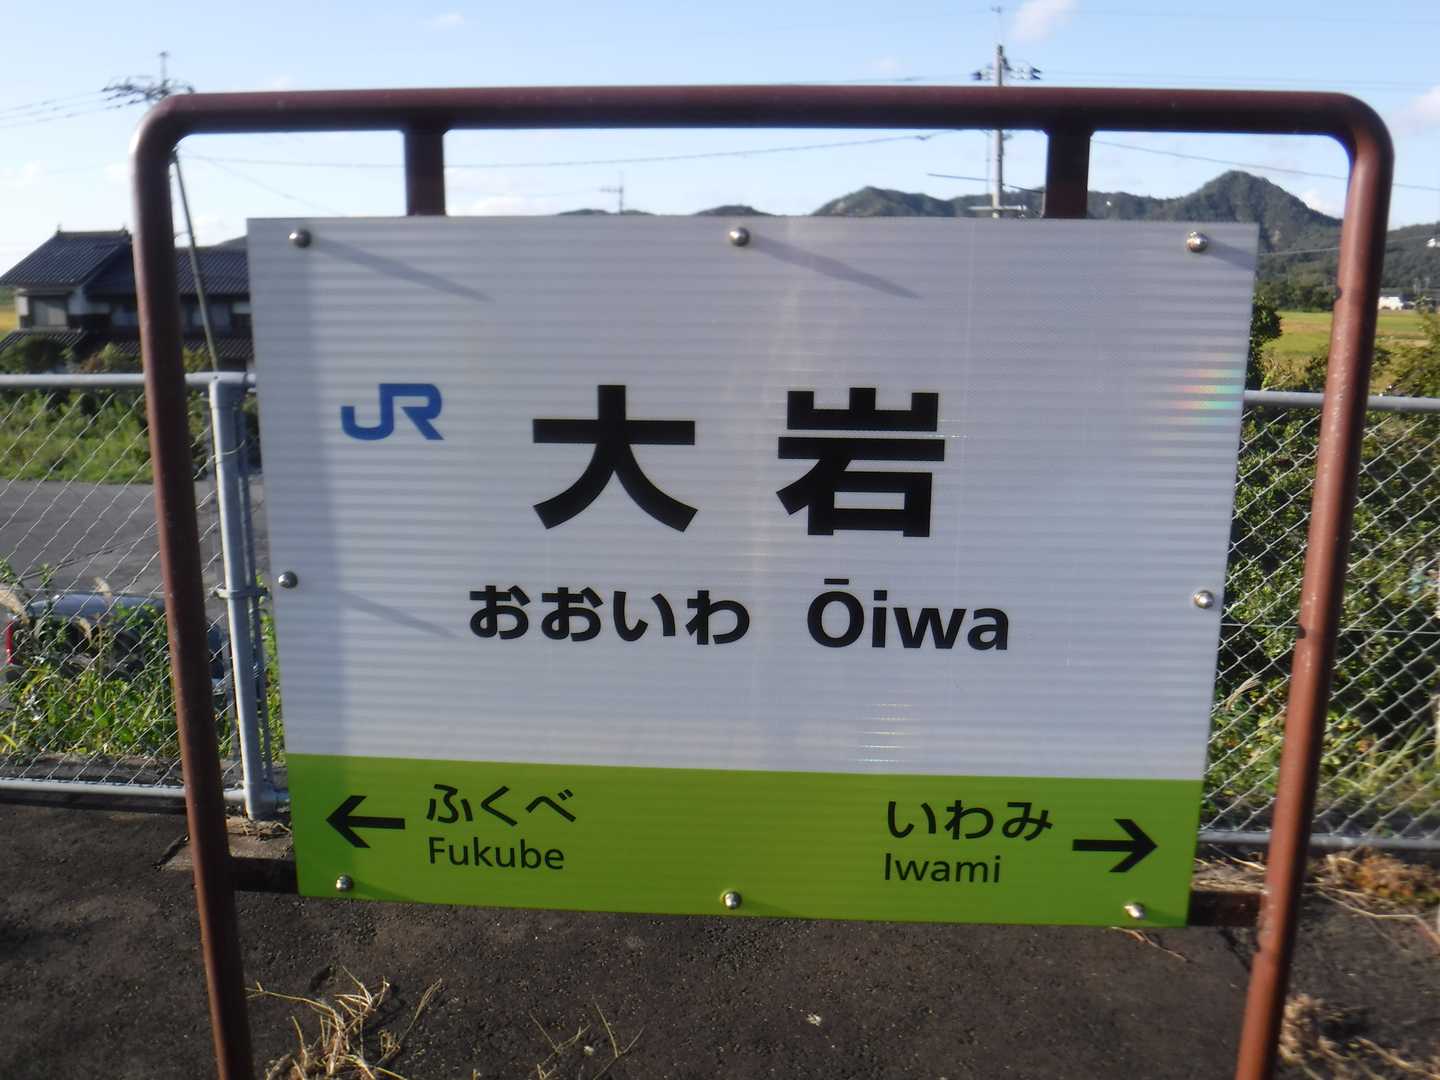 JR 大岩
おおいわ Ōiwa
← ふくべ
Fukube
いわみ →
Iwami